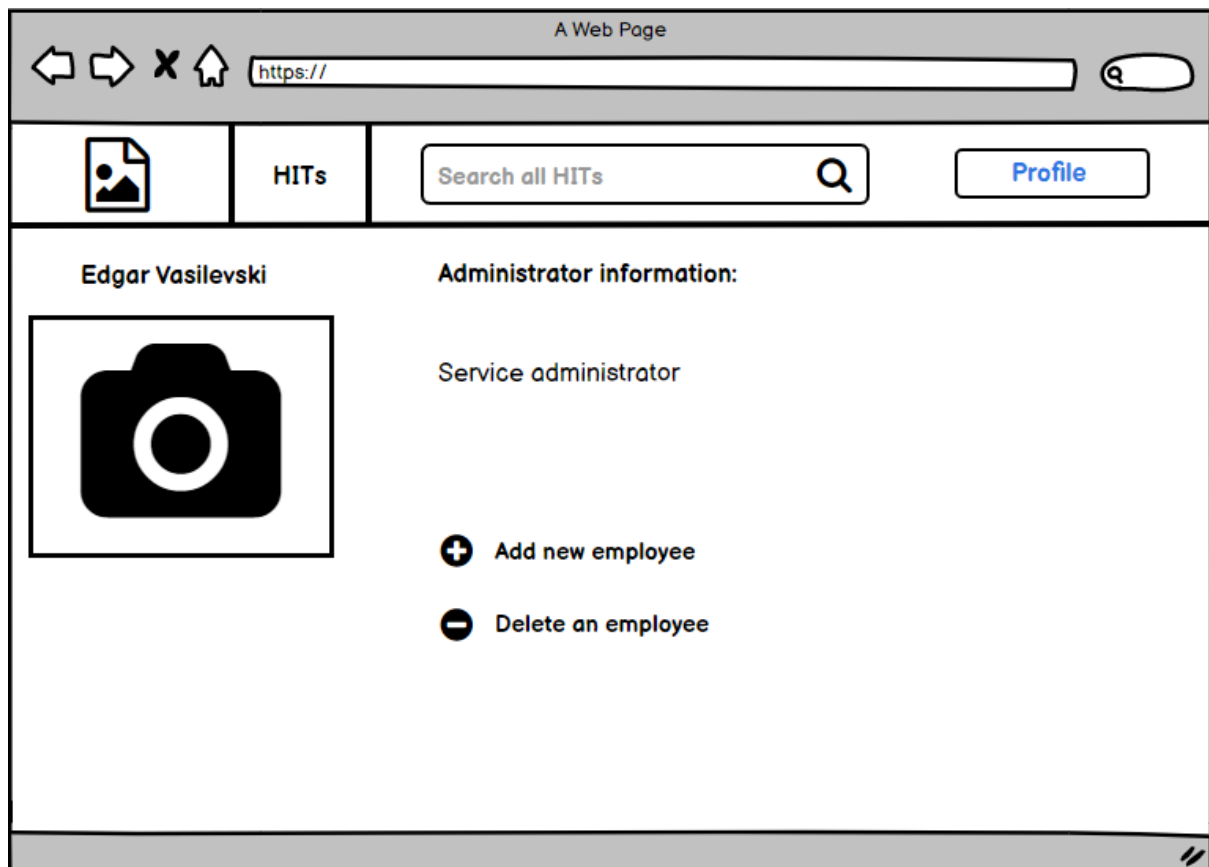 A Web Page
https://
HITs
Search all HITs
Profile
Edgar Vasilevski
Administrator information:
Service administrator
Add new employee
Delete an employee